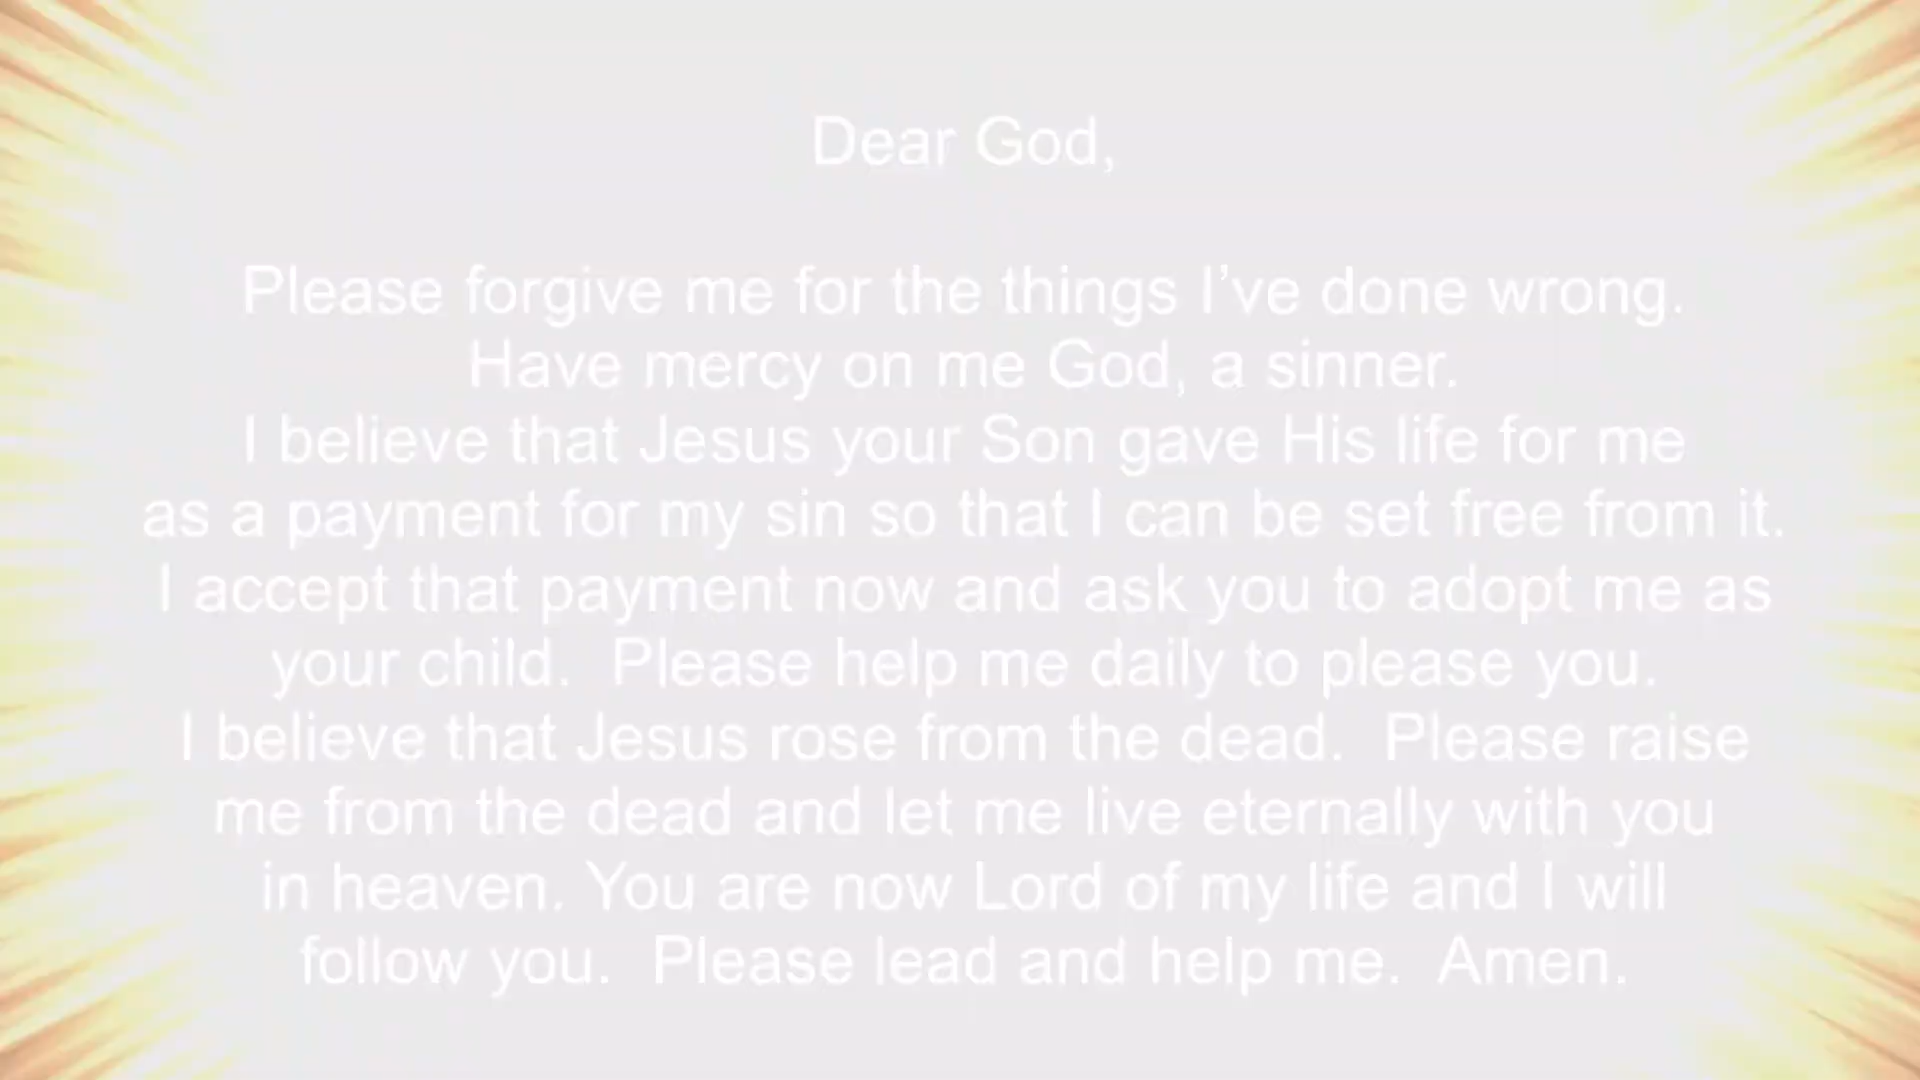 Dear God,
Please forgive me for the things I’ve done wrong.
Have mercy on me God, a sinner.
I believe that Jesus your Son gave His life for me
as a payment for my sin so that I can be set free from it.
I accept that payment now and ask you to adopt me as
your child.  Please help me daily to please you.
I believe that Jesus rose from the dead.  Please raise
me from the dead and let me live eternally with you
in heaven. You are now Lord of my life and I will
follow you.  Please lead and help me.  Amen.